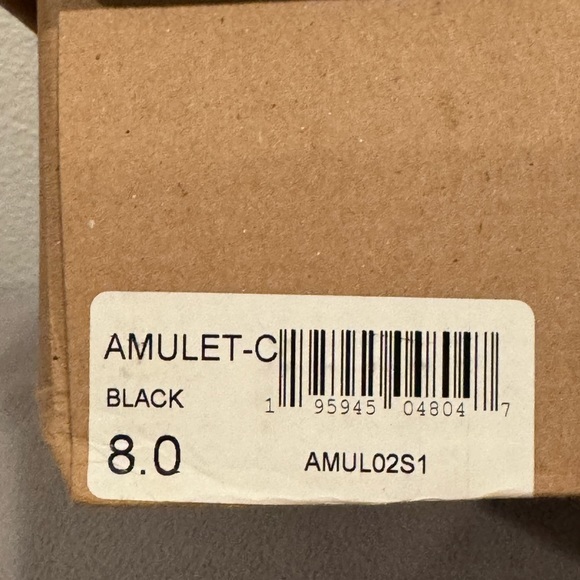 AMULET-C
BLACK
1 95945 04804 7
8.0
AMUL02S1